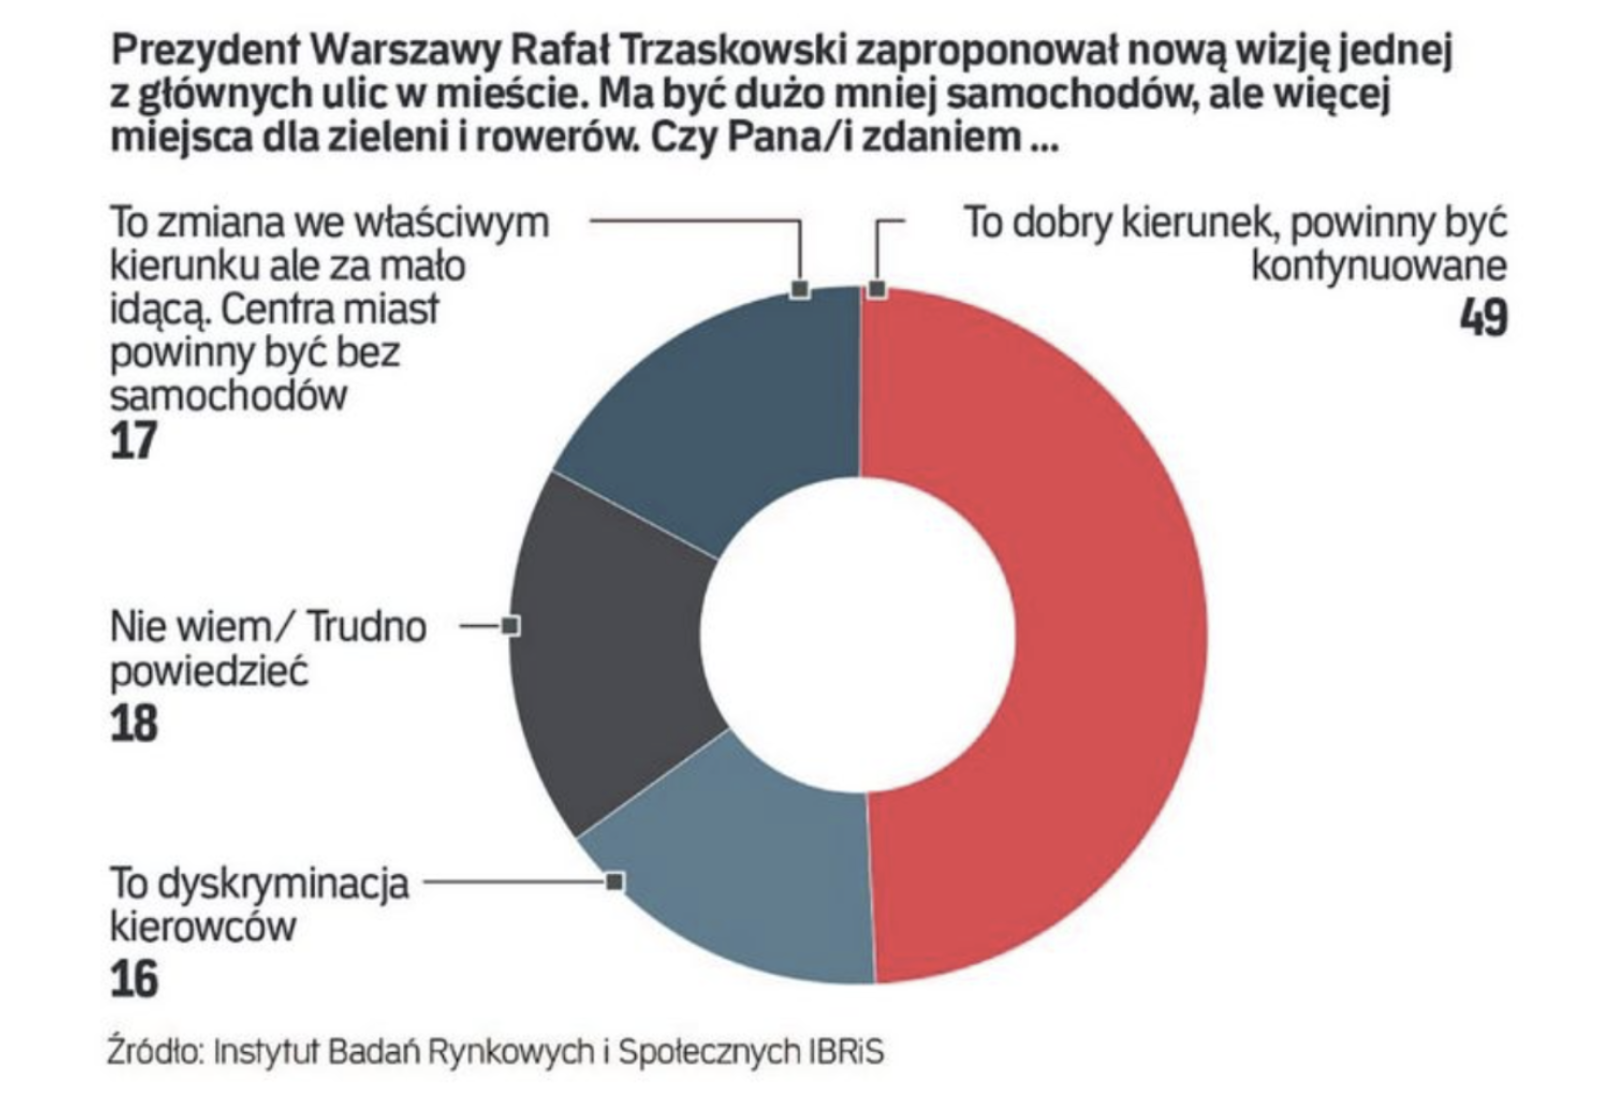 Prezydent Warszawy Rafał Trzaskowski zaproponował nową wizję jednej
z głównych ulic w mieście. Ma być dużo mniej samochodów, ale więcej
miejsca dla zieleni i rowerów. Czy Pana/i zdaniem ...
To zmiana we właściwym
kierunku ale za mało
idącą. Centra miast
powinny być bez
samochodów
17
To dobry kierunek, powinny być
kontynuowane
49
Nie wiem/ Trudno
powiedzieć
18
To dyskryminacja
kierowców
16
Źródło: Instytut Badań Rynkowych i Społecznych IBRiS